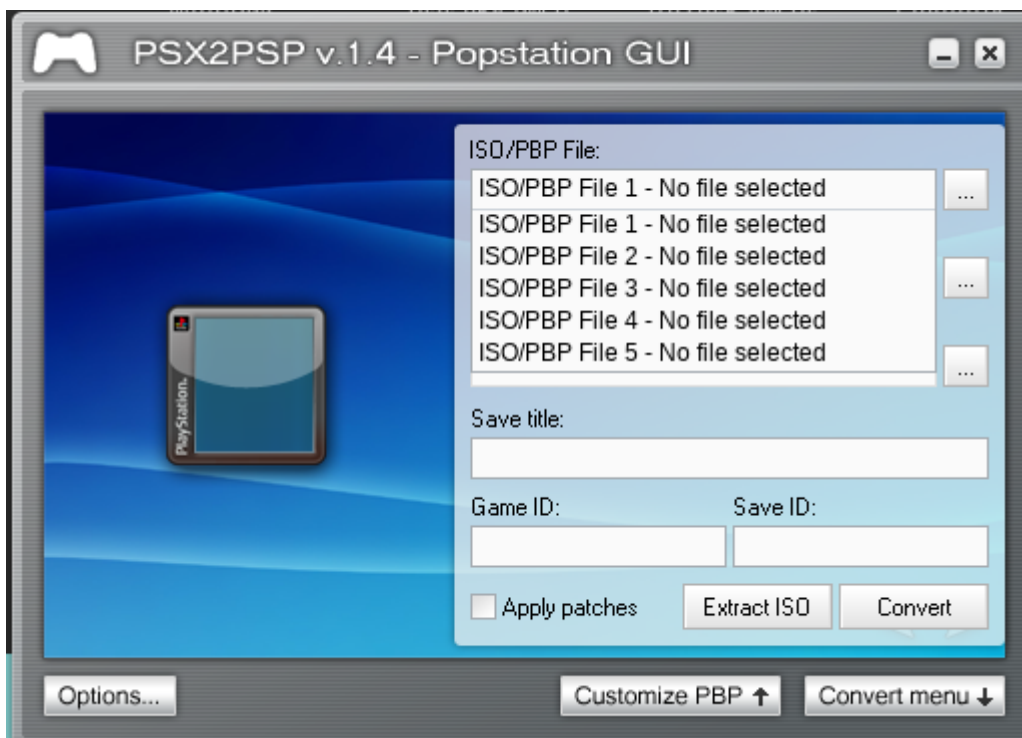 PSX2PSP v.1.4 - Popstation GUI
ISO/PBP File:
ISO/PBP File 1 - No file selected
...
ISO/PBP File 1 - No file selected
ISO/PBP File 2 - No file selected
...
ISO/PBP File 3 - No file selected
ISO/PBP File 4 - No file selected
ISO/PBP File 5 - No file selected
...
PlayStation.
Save title:
Game ID: Save ID:
Apply patches Extract ISO Convert
Options... Customize PBP Convert menu